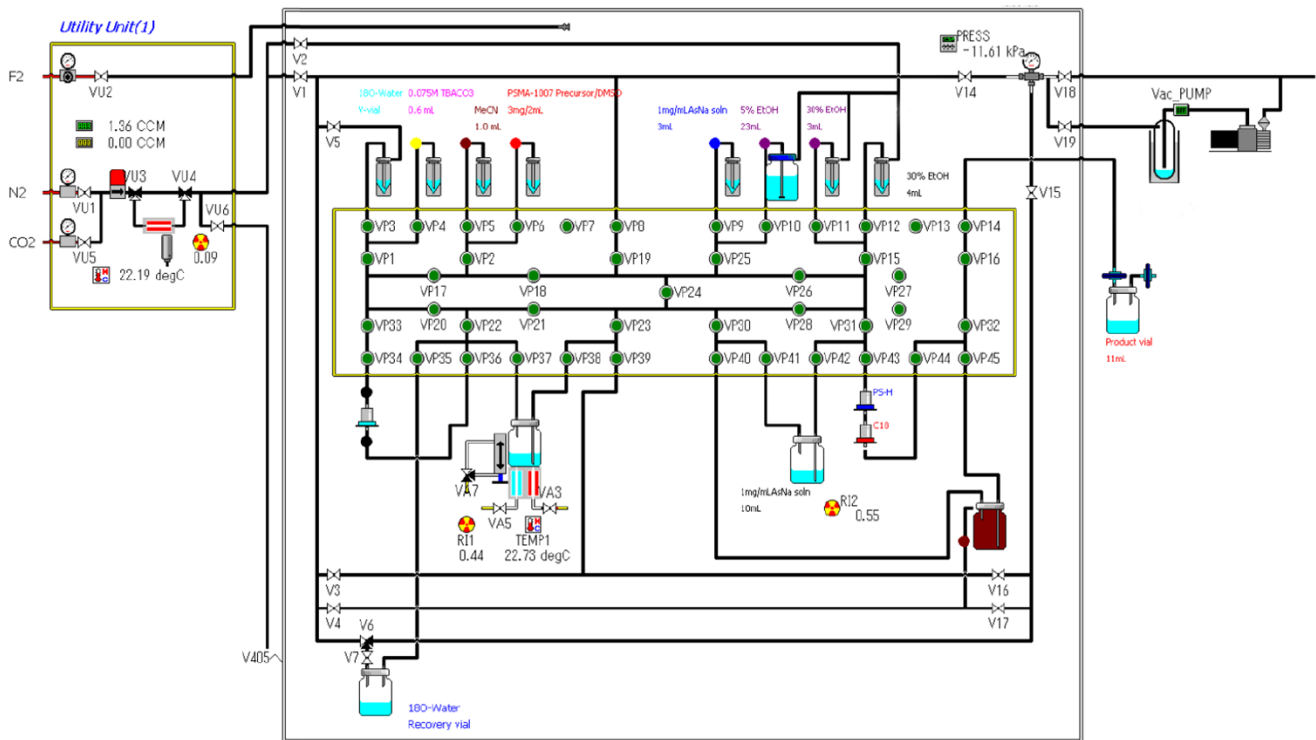 Utility Unit(1)
F2
VU2
1.36 CCM
0.00 CCM
N2
VU1
VU3
VU4
VU6
CO2
VU5
22.19 degC
0.09
V2
V1
PRESS
-11.61 kPa
V14
V18
Vac_PUMP
V19
V15
V5
18O-Water
V-vial
0.075M TBACO3
0.6 mL
MeCN
1.0 mL
PSMA-1007 Precursor/DMSO
3mg/2mL
1mg/mLAsNa soln
3mL
5% EtOH
23mL
30% EtOH
3mL
30% EtOH
4mL
VP3
VP4
VP5
VP6
VP7
VP8
VP9
VP10
VP11
VP12
VP13
VP14
VP1
VP2
VP19
VP25
VP15
VP16
VP17
VP18
VP24
VP26
VP27
VP20
VP21
VP28
VP29
VP33
VP22
VP23
VP30
VP31
VP32
VP34
VP35
VP36
VP37
VP38
VP39
VP40
VP41
VP42
VP43
VP44
VP45
Product vial
11mL
PS-H
C18
VA7
VA5
VA3
RI1
0.44
TEMP1
22.73 degC
1mg/mLAsNa soln
10mL
RI2
0.55
V3
V16
V4
V17
V6
V7
V405
18O-Water
Recovery vial